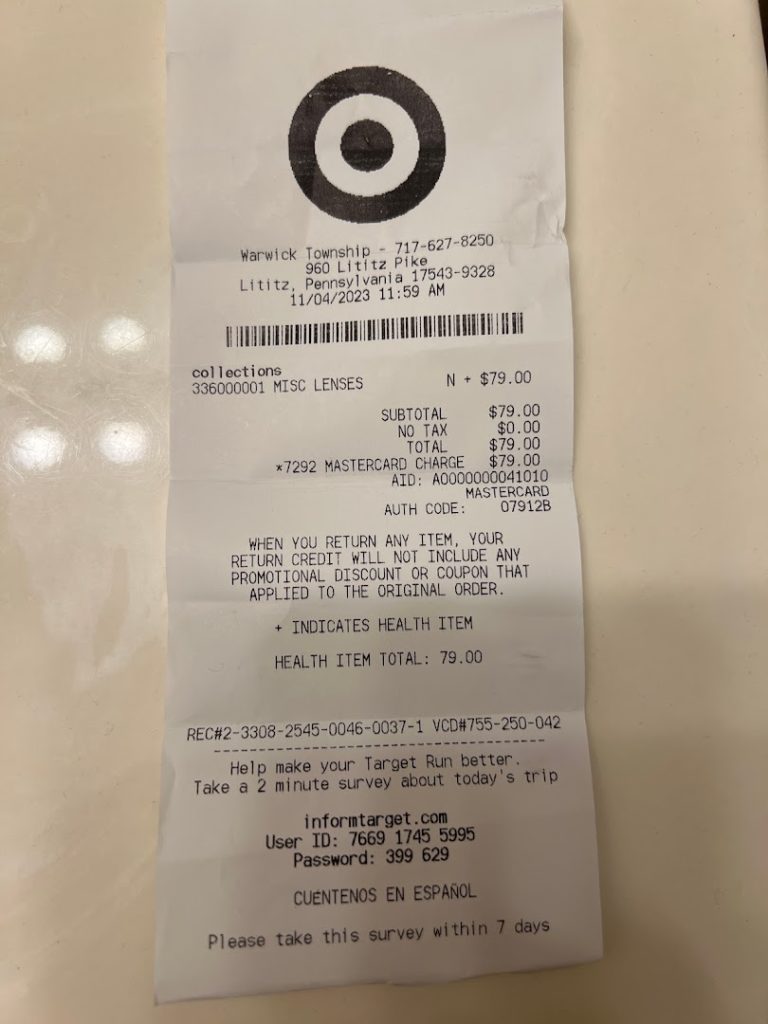 Warwick Township - 717-627-8250
960 Lititz Pike
Lititz, Pennsylvania 17543-9328
11/04/2023 11:59 AM
collections
336000001 MISC LENSES N + $79.00
SUBTOTAL $79.00
NO TAX $0.00
TOTAL $79.00
*7292 MASTERCARD CHARGE $79.00
AID: A0000000041010
MASTERCARD
AUTH CODE: 07912B
WHEN YOU RETURN ANY ITEM, YOUR
RETURN CREDIT WILL NOT INCLUDE ANY
PROMOTIONAL DISCOUNT OR COUPON THAT
APPLIED TO THE ORIGINAL ORDER.
+ INDICATES HEALTH ITEM
HEALTH ITEM TOTAL: 79.00
REC#2-3308-2545-0046-0037-1 VCD#755-250-042
Help make your Target Run better.
Take a 2 minute survey about today's trip
informtarget.com
User ID: 7669 1745 5995
Password: 399 629
CUÉNTENOS EN ESPAÑOL
Please take this survey within 7 days